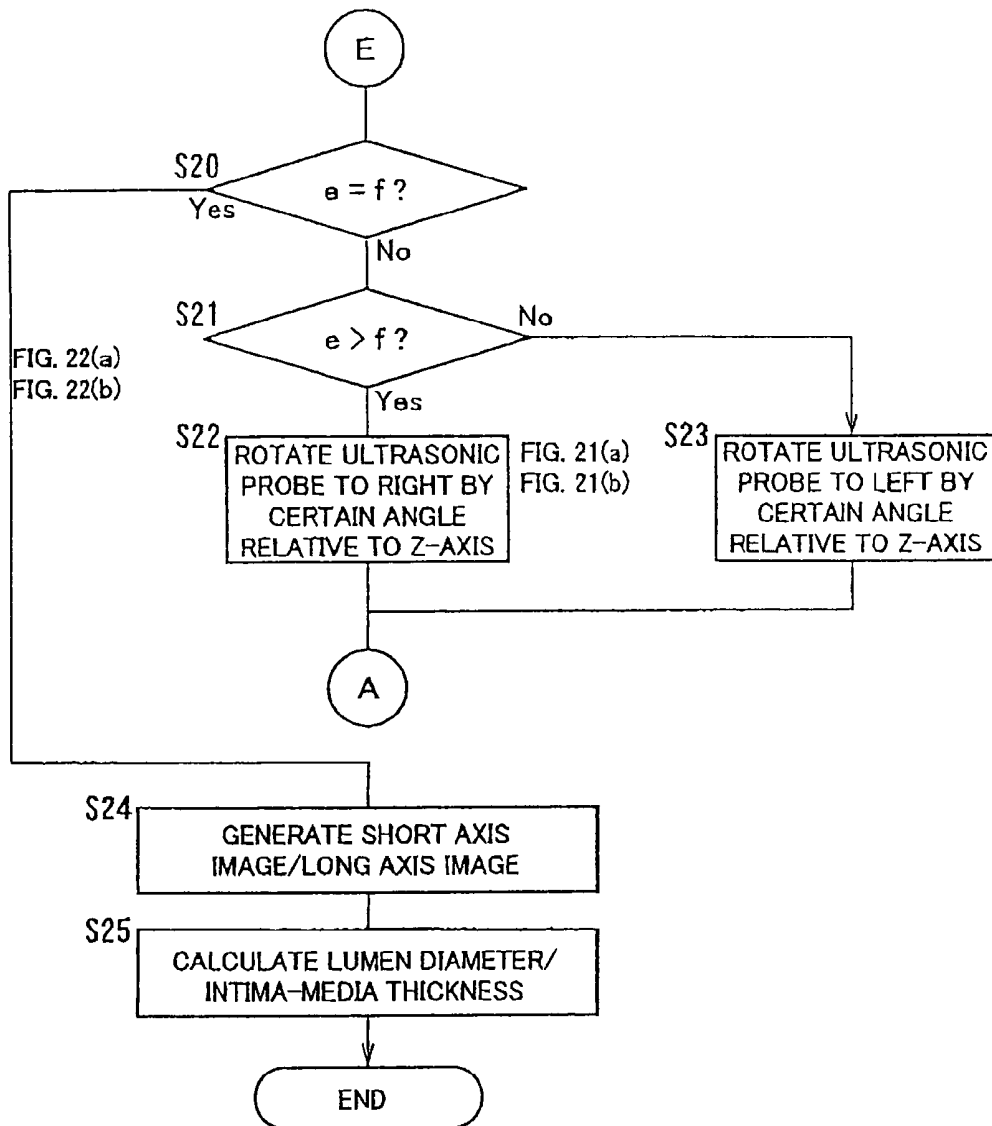 E
S20
e = f ?
Yes
No
S21
e > f ?
No
FIG. 22(a)
FIG. 22(b)
Yes
S22
ROTATE ULTRASONIC
PROBE TO RIGHT BY
CERTAIN ANGLE
RELATIVE TO Z-AXIS
FIG. 21(a)
FIG. 21(b)
S23
ROTATE ULTRASONIC
PROBE TO LEFT BY
CERTAIN ANGLE
RELATIVE TO Z-AXIS
A
S24
GENERATE SHORT AXIS
IMAGE/LONG AXIS IMAGE
S25
CALCULATE LUMEN DIAMETER/
INTIMA-MEDIA THICKNESS
END